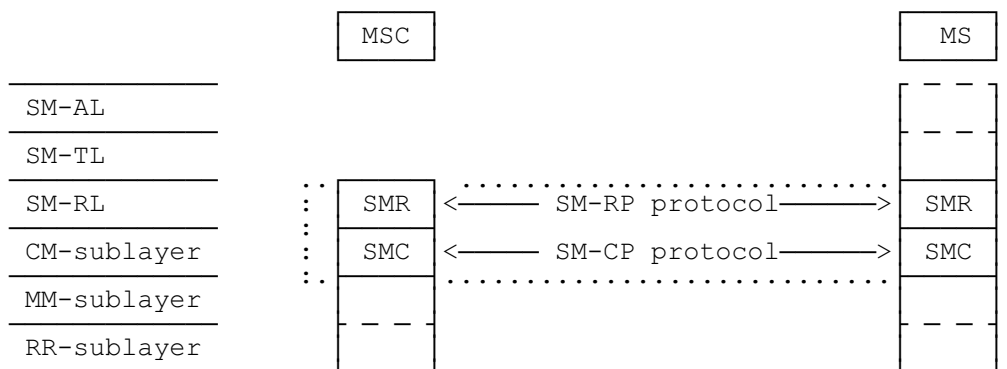 MSC MS
SM-AL
SM-TL
SM-RL SMR SM-RP protocol SMR
CM-sublayer SMC SM-CP protocol SMC
MM-sublayer
RR-sublayer